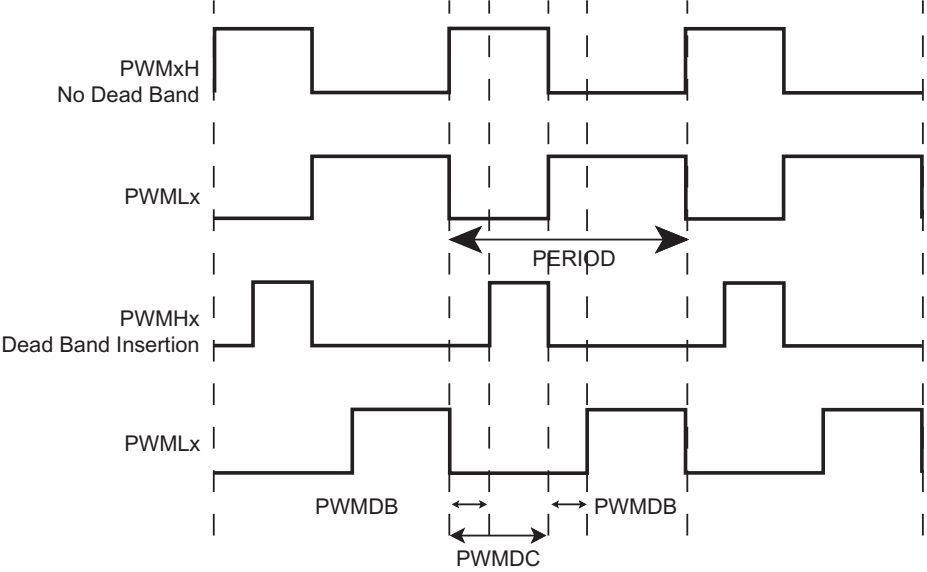 PWMxH
No Dead Band
PWMLx
PERIOD
PWMHx
Dead Band Insertion
PWMLx
PWMDB
PWMDB
PWMDC